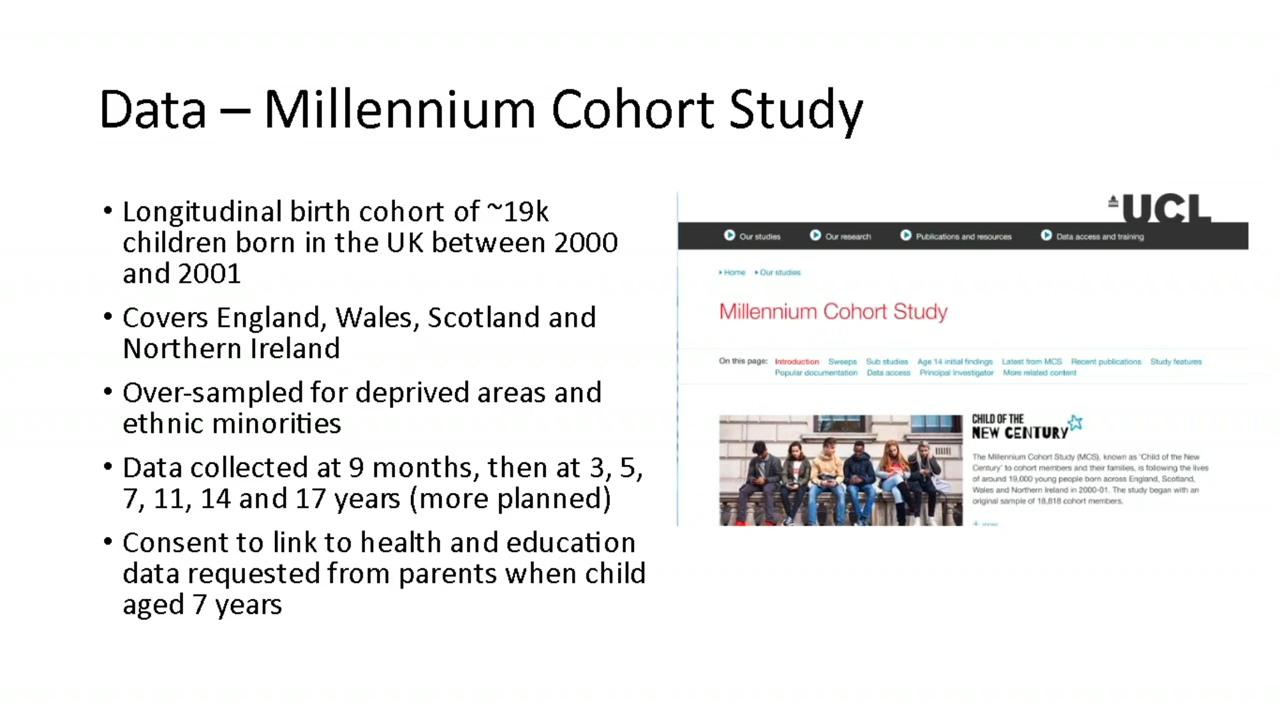 Data – Millennium Cohort Study
• Longitudinal birth cohort of ~19k
children born in the UK between 2000
and 2001
• Covers England, Wales, Scotland and
Northern Ireland
• Over-sampled for deprived areas and
ethnic minorities
• Data collected at 9 months, then at 3, 5,
7, 11, 14 and 17 years (more planned)
• Consent to link to health and education
data requested from parents when child
aged 7 years
UCL
Our studies Our research Publications and resources Data access and training
Home Our studies
Millennium Cohort Study
On this page: Introduction Sweeps Sub studies Age 14 initial findings Latest from MCS Recent publications Study features
Popular documentation Data access Principal Investigator More related content
CHILD OF THE
NEW CENTURY
The Millennium Cohort Study (MCS), known as 'Child of the New
Century' to cohort members and their families, is following the lives
of around 19,000 young people born across England, Scotland,
Wales and Northern Ireland in 2000-01. The study began with an
original sample of 18,818 cohort members.